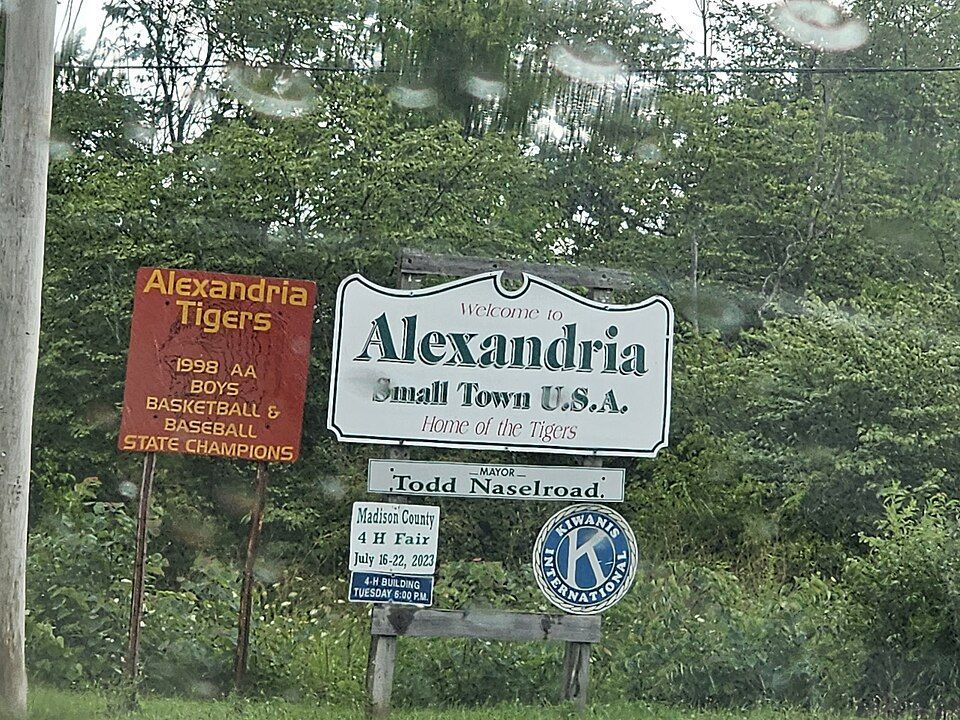 Alexandria
Tigers
1998 AA
BOYS
BASKETBALL &
BASEBALL
STATE CHAMPIONS
Welcome to
Alexandria
Small Town U.S.A.
Home of the Tigers
MAYOR
Todd Naselroad
Madison County
4 H Fair
July 16-22, 2023
4-H BUILDING
TUESDAY 6:00 P.M.
KIWANIS
K
INTERNATIONAL